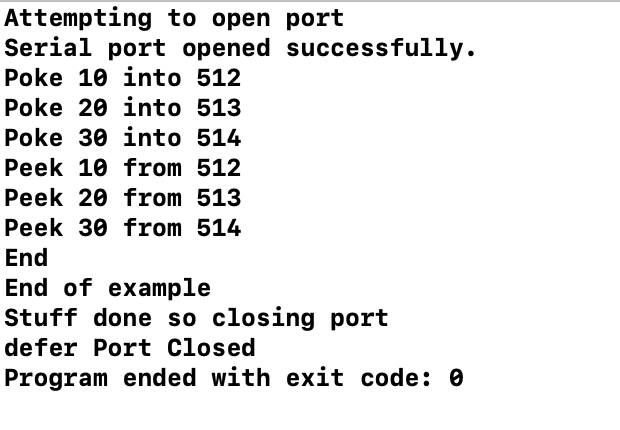 Attempting to open port
Serial port opened successfully.
Poke 10 into 512
Poke 20 into 513
Poke 30 into 514
Peek 10 from 512
Peek 20 from 513
Peek 30 from 514
End
End of example
Stuff done so closing port
defer Port Closed
Program ended with exit code: 0